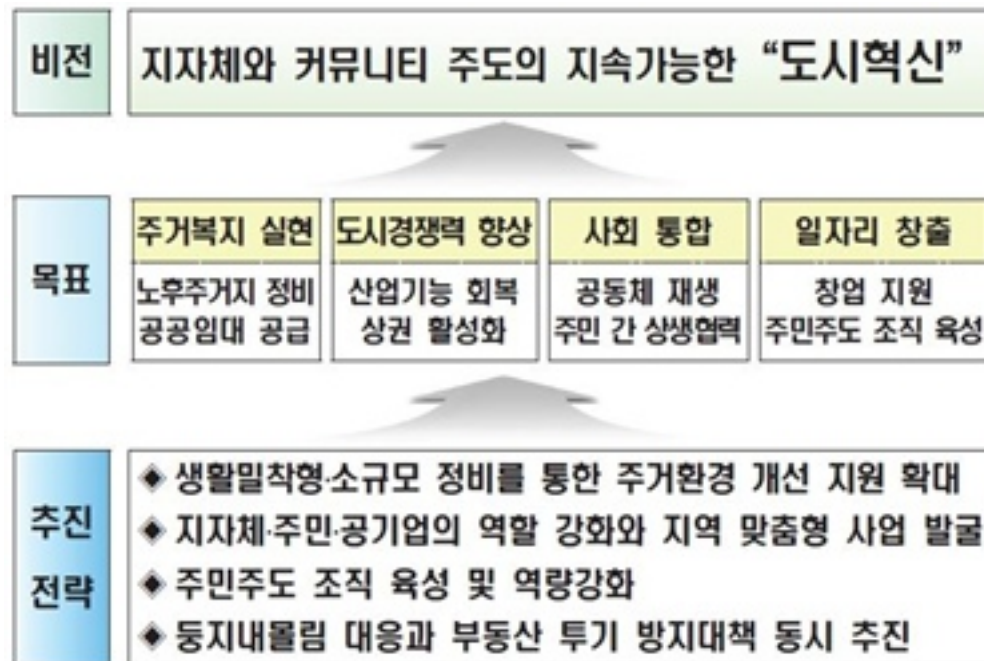 비전
지자체와 커뮤니티 주도의 지속가능한 “도시혁신”
목표
주거복지 실현
노후주거지 정비
공공임대 공급
도시경쟁력 향상
산업기능 회복
상권 활성화
사회 통합
공동체 재생
주민 간 상생협력
일자리 창출
창업 지원
주민주도 조직 육성
추진
전략
◈ 생활밀착형·소규모 정비를 통한 주거환경 개선 지원 확대
◈ 지자체·주민·공기업의 역할 강화와 지역 맞춤형 사업 발굴
◈ 주민주도 조직 육성 및 역량강화
◈ 둥지내몰림 대응과 부동산 투기 방지대책 동시 추진